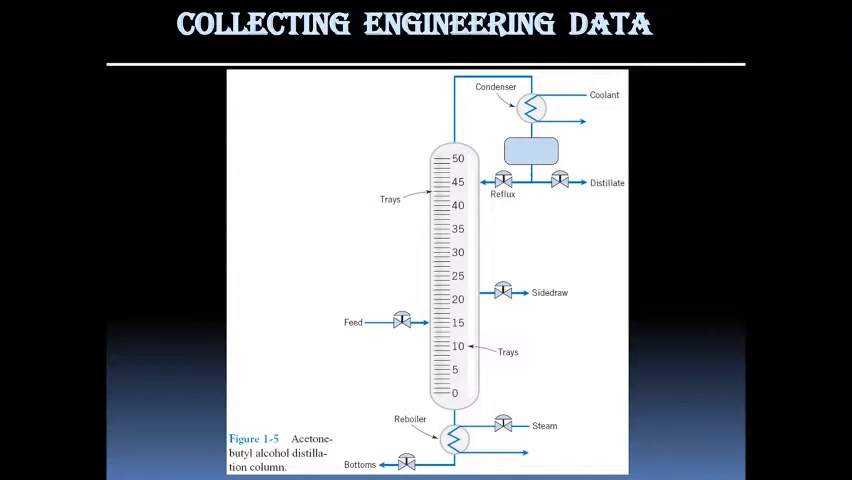 COLLECTING ENGINEERING DATA
Condenser
Coolant
50
45
Distillate
Reflux
Trays
40
35
30
25
Sidedraw
20
Feed
15
10
Trays
5
0
Reboiler
Steam
Figure 1-5 Acetone-
butyl alcohol distilla-
tion column.
Bottoms